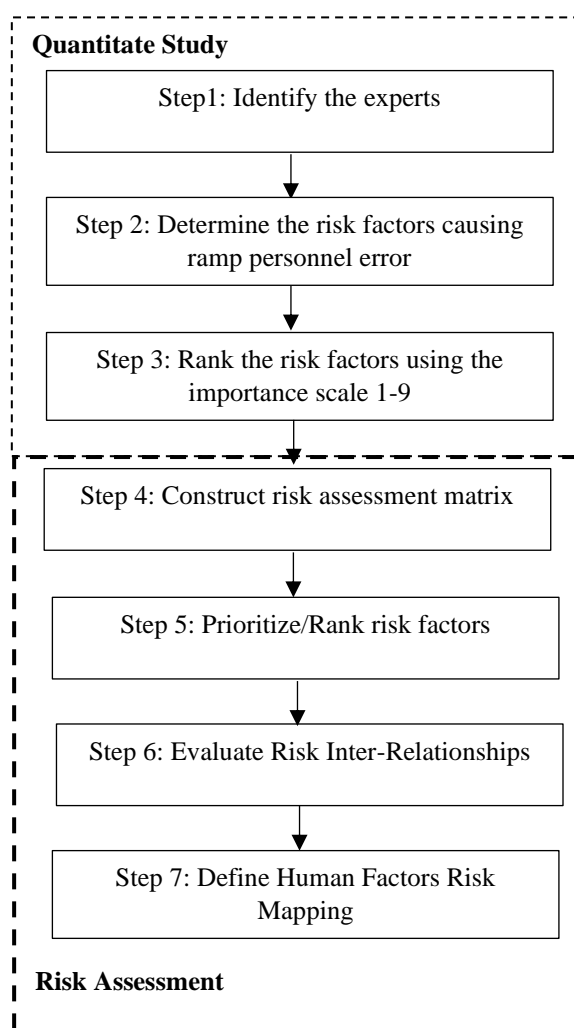 Quantitate Study
Step1: Identify the experts
Step 2: Determine the risk factors causing
ramp personnel error
Step 3: Rank the risk factors using the
importance scale 1-9
Step 4: Construct risk assessment matrix
Step 5: Prioritize/Rank risk factors
Step 6: Evaluate Risk Inter-Relationships
Step 7: Define Human Factors Risk
Mapping
Risk Assessment